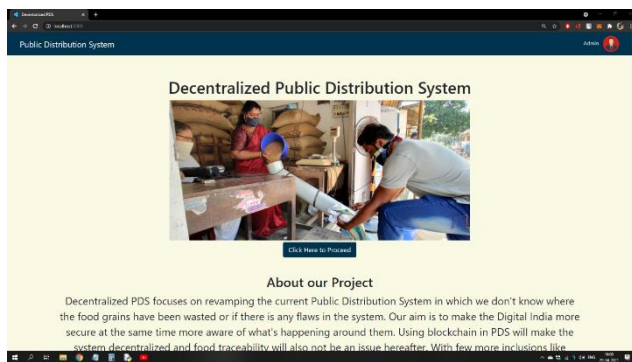 DecentralizedPDS
localhost:3000
Public Distribution System
Admin
Decentralized Public Distribution System
Click Here to Proceed
About our Project
Decentralized PDS focuses on revamping the current Public Distribution System in which we don't know where
the food grains have been wasted or if there is any flaws in the system. Our aim is to make the Digital India more
secure at the same time more aware of what's happening around them. Using blockchain in PDS will make the
system decentralized and food traceability will also not be an issue hereafter. With few more inclusions like
ENG